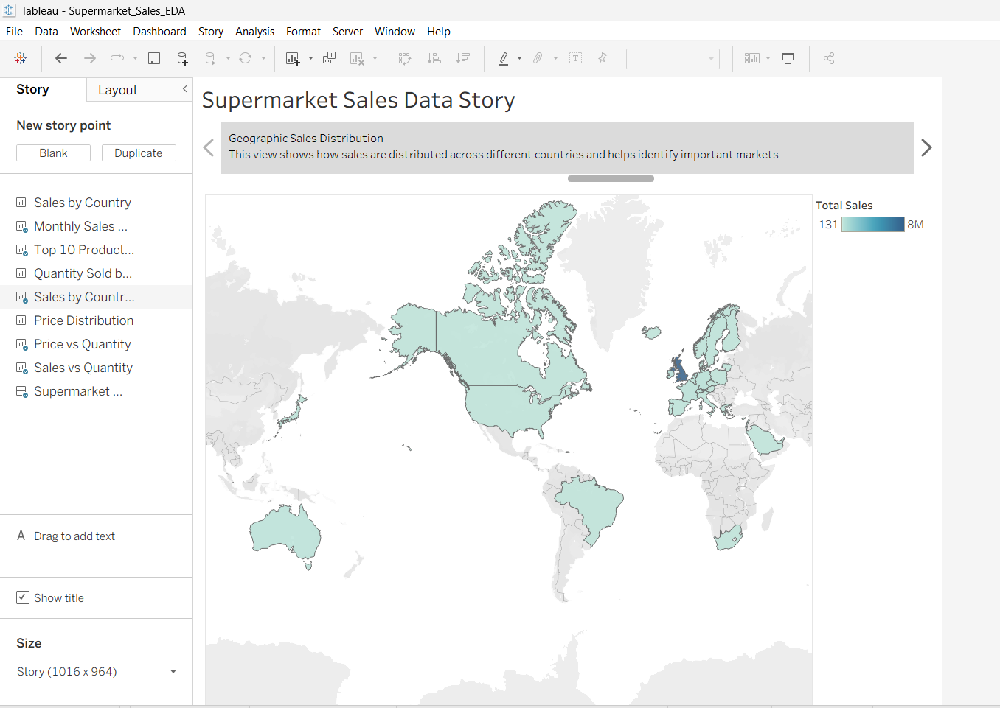 Tableau - Supermarket_Sales_EDA
File Data Worksheet Dashboard Story Analysis Format Server Window Help
Story
Layout
New story point
Blank
Duplicate
Sales by Country
Monthly Sales ...
Top 10 Product...
Quantity Sold b...
Sales by Countr...
Price Distribution
Price vs Quantity
Sales vs Quantity
Supermarket ...
A Drag to add text
Show title
Size
Story (1016 x 964)
Supermarket Sales Data Story
Geographic Sales Distribution
This view shows how sales are distributed across different countries and helps identify important markets.
Total Sales
131 8M